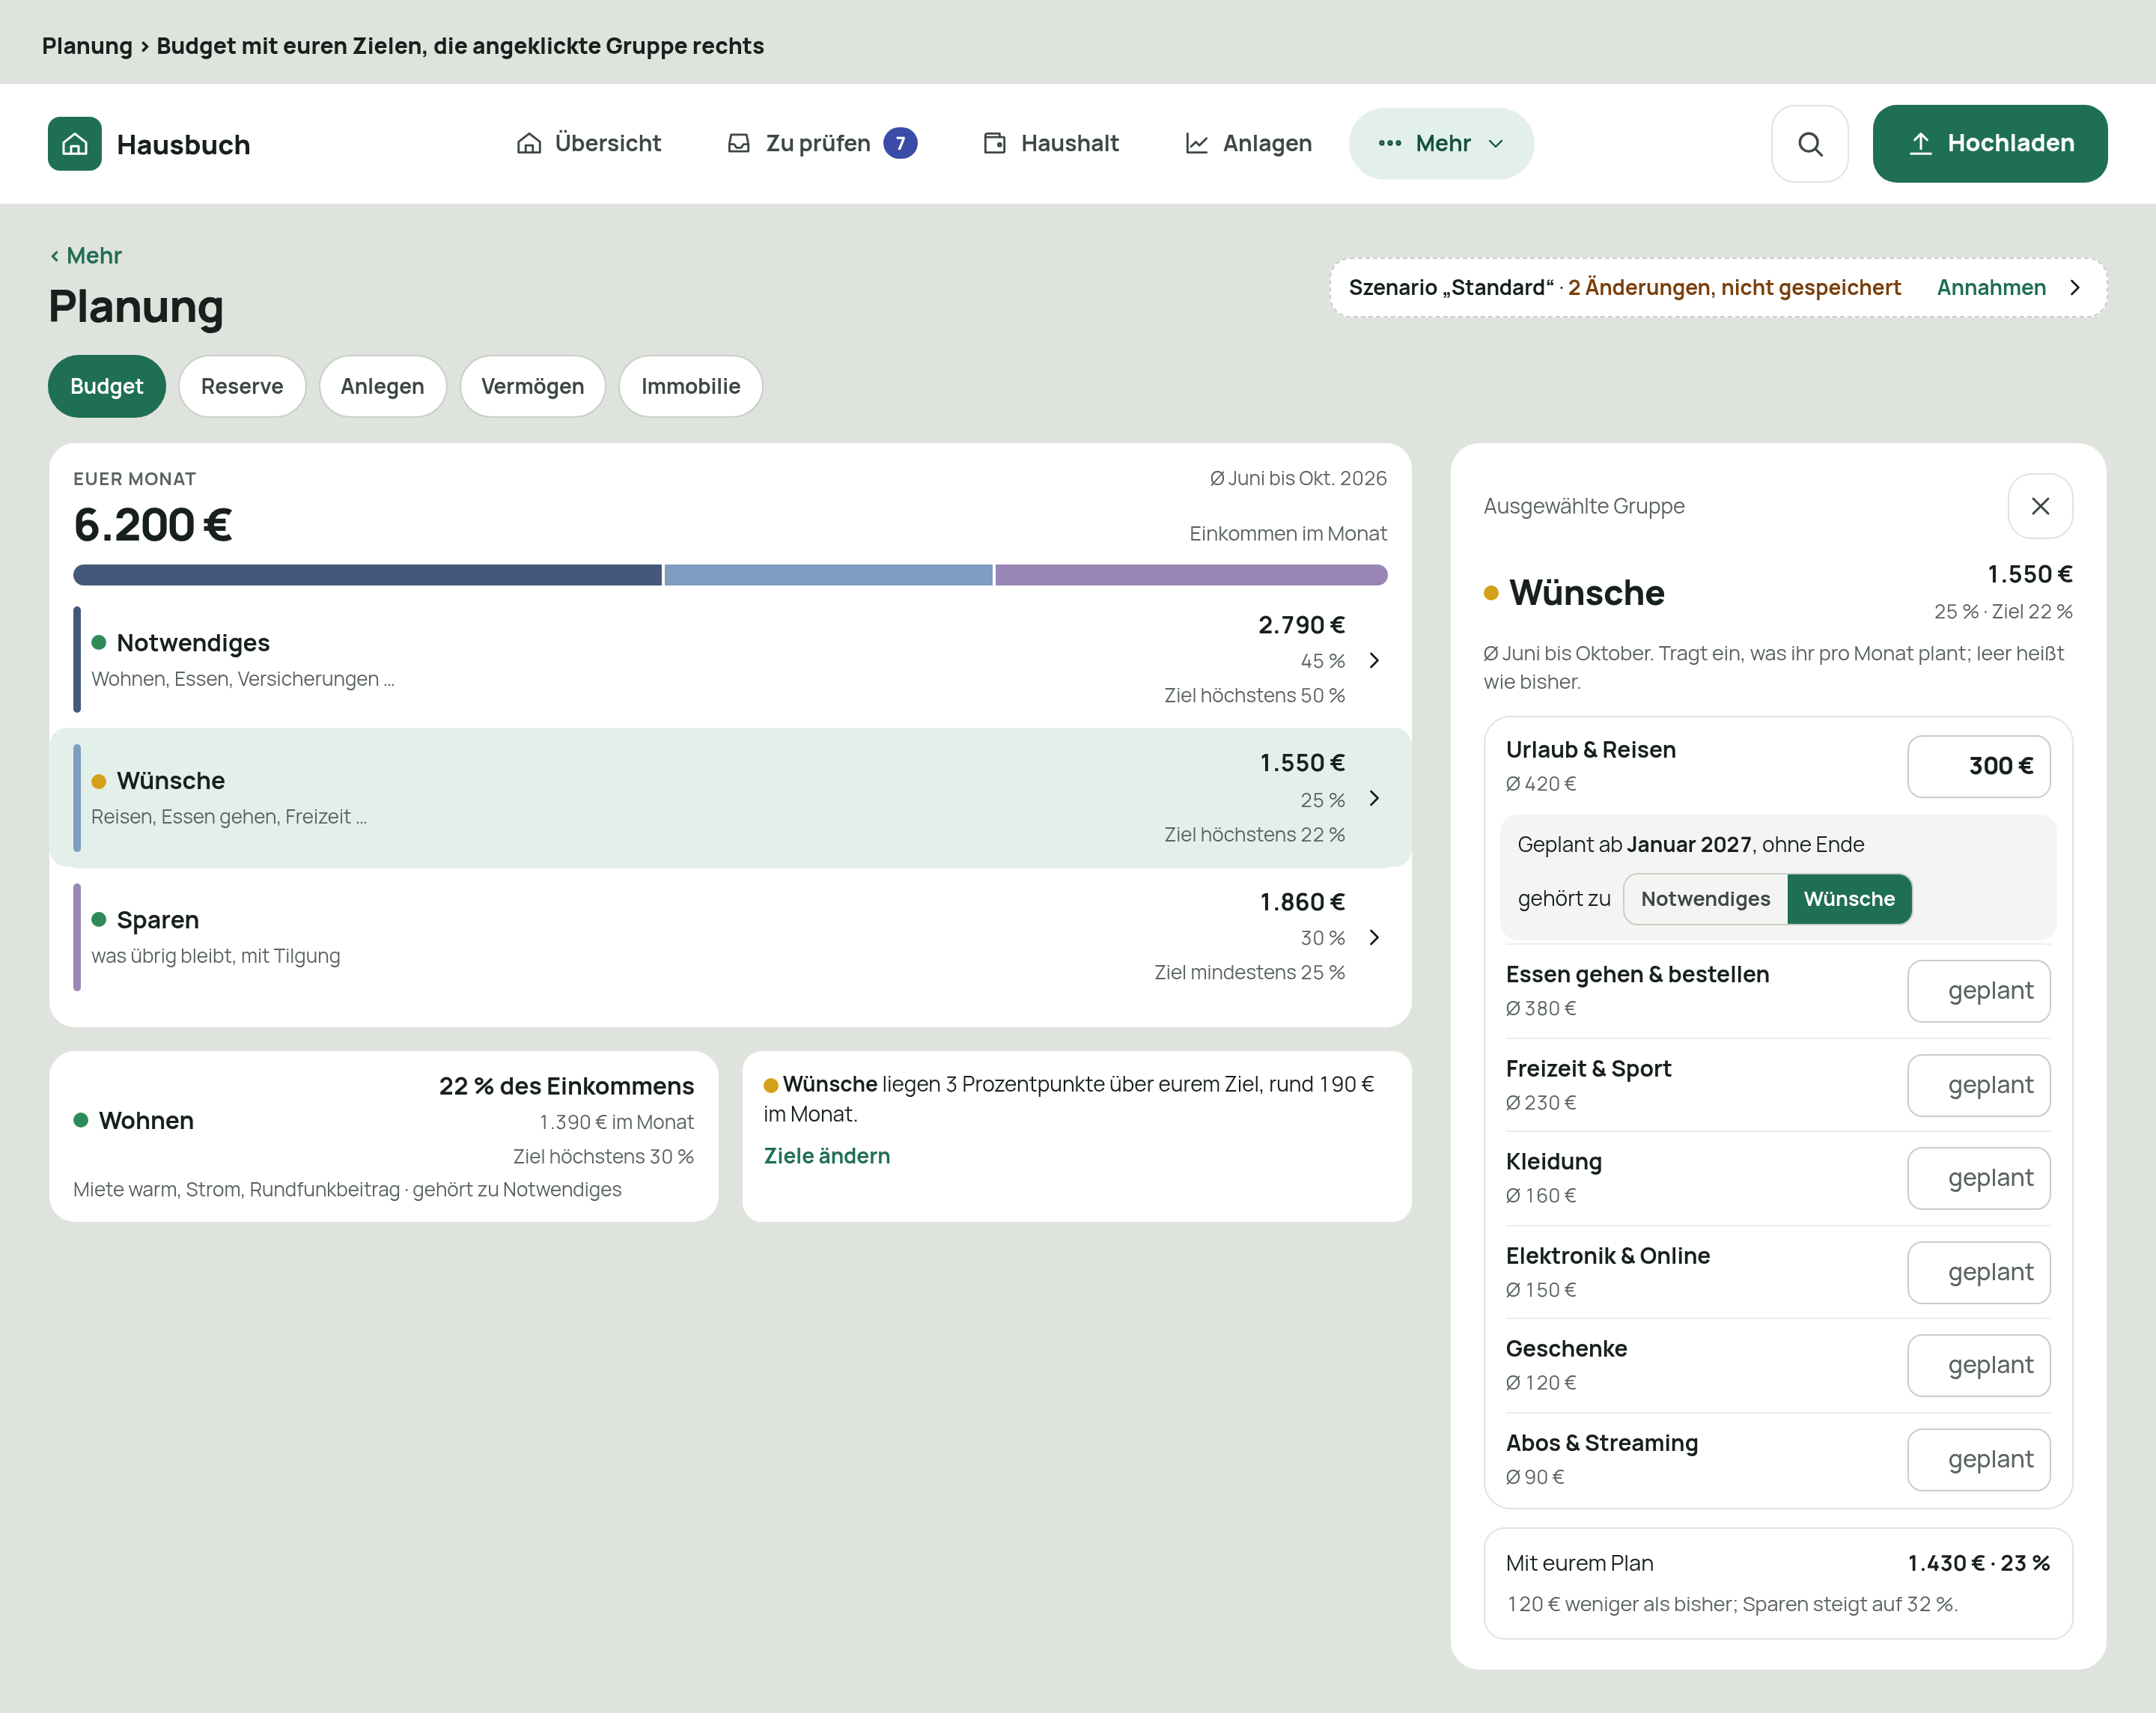 Planung › Budget mit euren Zielen, die angeklickte Gruppe rechts
Hausbuch
Übersicht
Zu prüfen 7
Haushalt
Anlagen
Mehr
Hochladen
‹ Mehr
Planung
Szenario „Standard“ · 2 Änderungen, nicht gespeichert
Annahmen
Budget
Reserve
Anlegen
Vermögen
Immobilie
EUER MONAT
Ø Juni bis Okt. 2026
6.200 €
Einkommen im Monat
Notwendiges
Wohnen, Essen, Versicherungen ...
2.790 €
45 %
Ziel höchstens 50 %
Wünsche
Reisen, Essen gehen, Freizeit ...
1.550 €
25 %
Ziel höchstens 22 %
Sparen
was übrig bleibt, mit Tilgung
1.860 €
30 %
Ziel mindestens 25 %
Wohnen
22 % des Einkommens
1.390 € im Monat
Ziel höchstens 30 %
Miete warm, Strom, Rundfunkbeitrag · gehört zu Notwendiges
Wünsche liegen 3 Prozentpunkte über eurem Ziel, rund 190 €
im Monat.
Ziele ändern
Ausgewählte Gruppe
Wünsche
1.550 €
25 % · Ziel 22 %
Ø Juni bis Oktober. Tragt ein, was ihr pro Monat plant; leer heißt
wie bisher.
Urlaub & Reisen
Ø 420 €
300 €
Geplant ab Januar 2027, ohne Ende
gehört zu Notwendiges Wünsche
Essen gehen & bestellen
Ø 380 €
geplant
Freizeit & Sport
Ø 230 €
geplant
Kleidung
Ø 160 €
geplant
Elektronik & Online
Ø 150 €
geplant
Geschenke
Ø 120 €
geplant
Abos & Streaming
Ø 90 €
geplant
Mit eurem Plan
1.430 € · 23 %
120 € weniger als bisher; Sparen steigt auf 32 %.